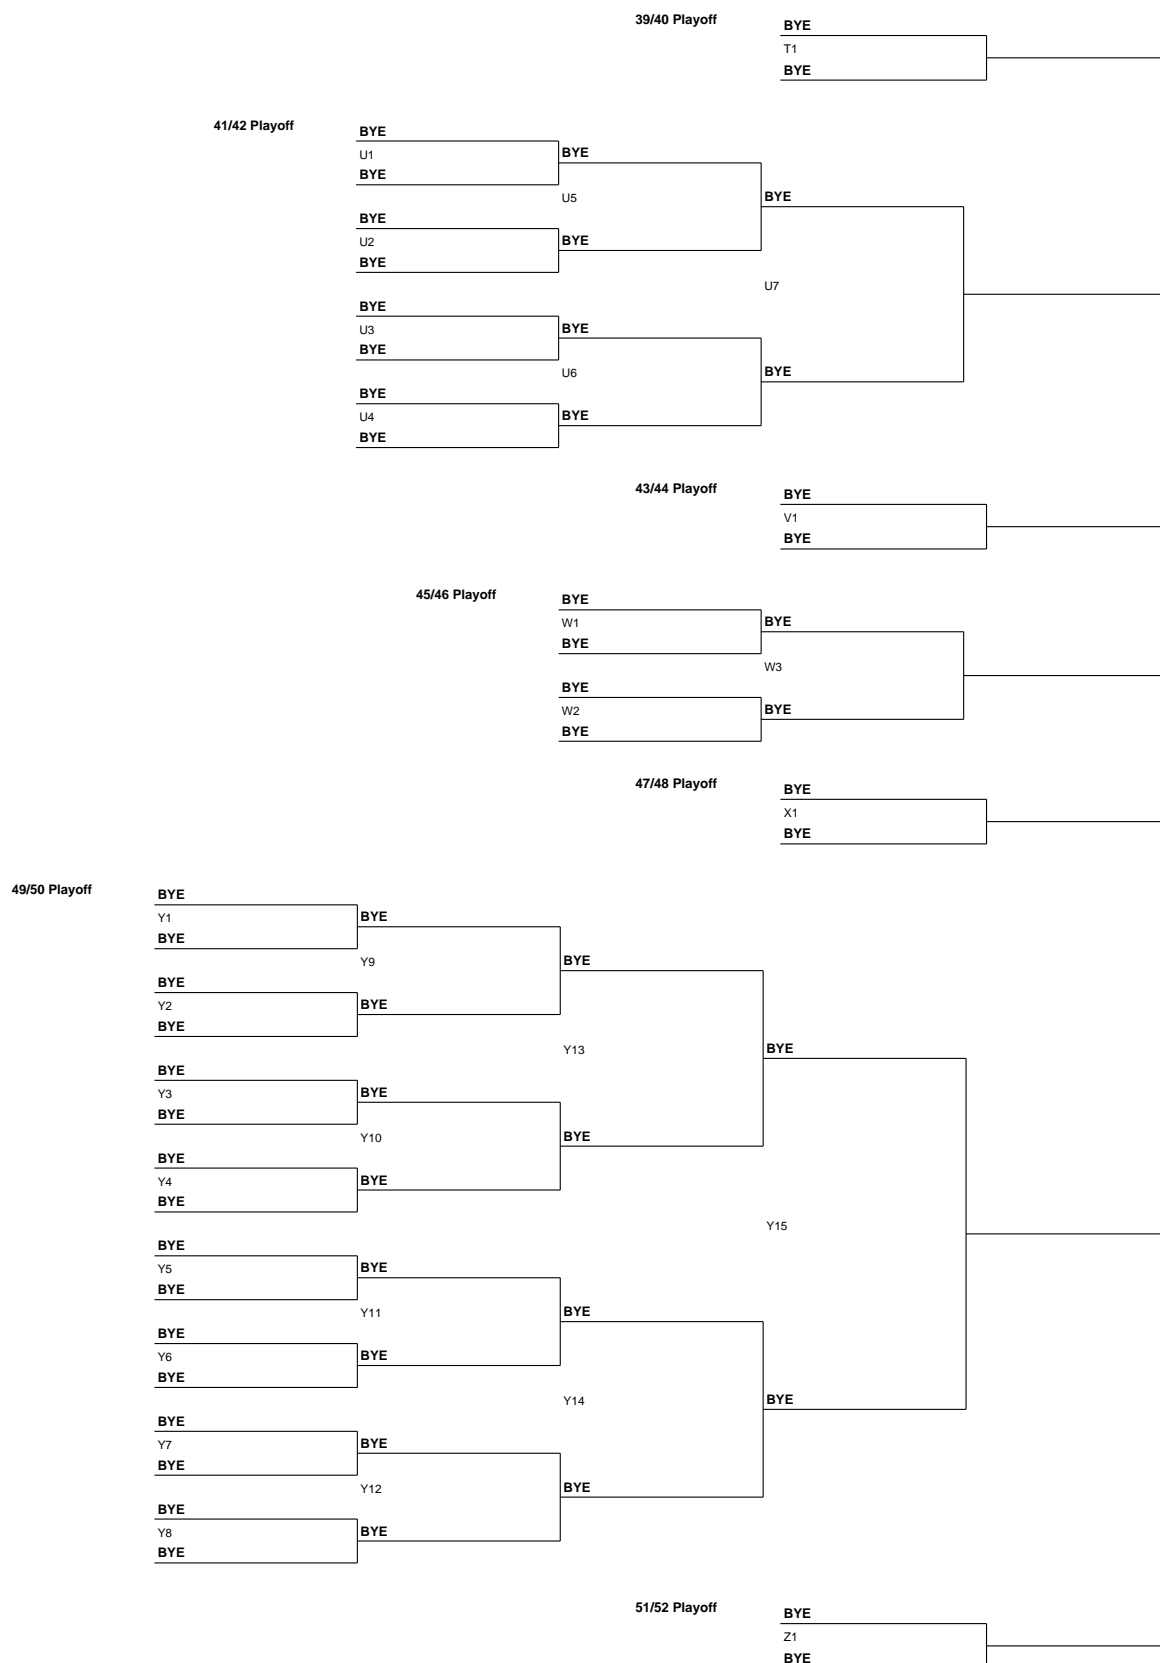 39/40 Playoff
BYE
T1
BYE
41/42 Playoff
BYE
U1
BYE
BYE
U5
BYE
BYE
U2
BYE
BYE
U7
BYE
U3
BYE
BYE
U6
BYE
BYE
U4
BYE
BYE
43/44 Playoff
BYE
V1
BYE
45/46 Playoff
BYE
W1
BYE
BYE
W3
BYE
W2
BYE
BYE
47/48 Playoff
BYE
X1
BYE
49/50 Playoff
BYE
Y1
BYE
BYE
Y9
BYE
BYE
Y2
BYE
BYE
Y13
BYE
BYE
Y3
BYE
BYE
Y10
BYE
BYE
Y4
BYE
BYE
Y15
BYE
Y5
BYE
BYE
Y11
BYE
BYE
Y6
BYE
BYE
Y14
BYE
BYE
Y7
BYE
BYE
Y12
BYE
BYE
Y8
BYE
BYE
51/52 Playoff
BYE
Z1
BYE